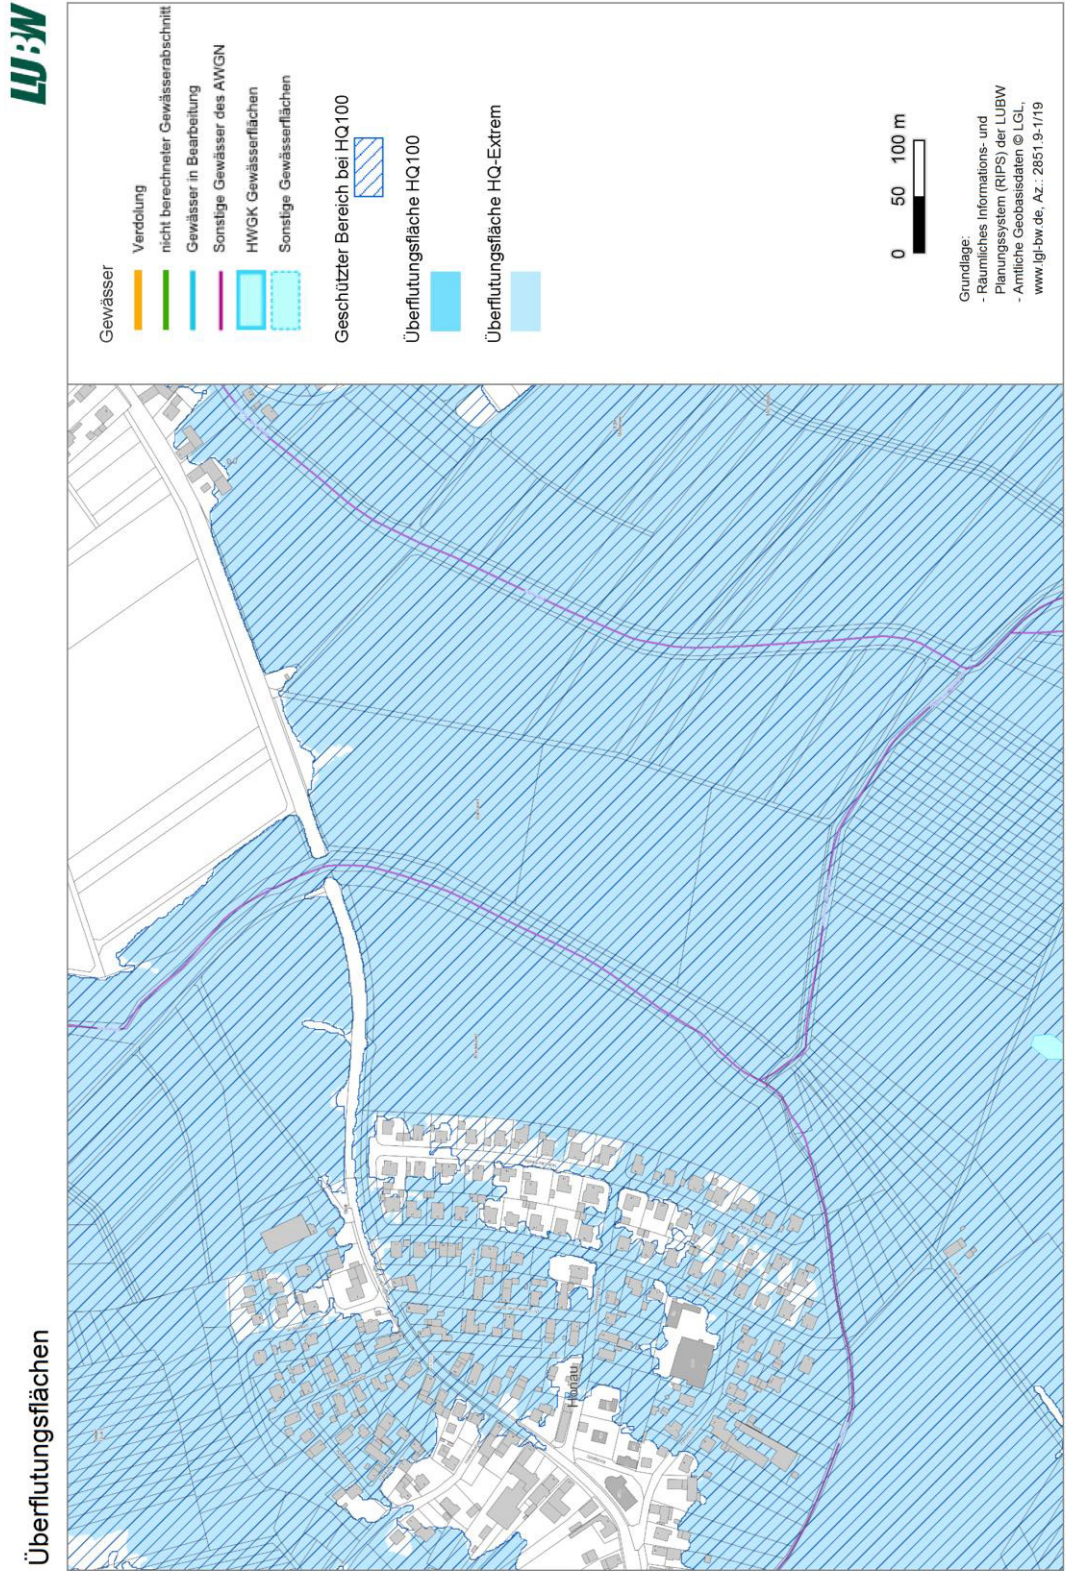 Überflutungsflächen
LUBW
Gewässer
Verdolung
nicht berechneter Gewässerabschnitt
Gewässer in Bearbeitung
Sonstige Gewässer des AWGN
HWGK Gewässerflächen
Sonstige Gewässerflächen
Geschützter Bereich bei HQ100
Überflutungsfläche HQ100
Überflutungsfläche HQ-Extrem
0 50 100 m
Grundlage:
- Räumliches Informations- und
Planungssystem (RIPS) der LUBW
- Amtliche Geobasisdaten © LGL,
www.lgl-bw.de, Az.: 2851.9-1/19
Honau